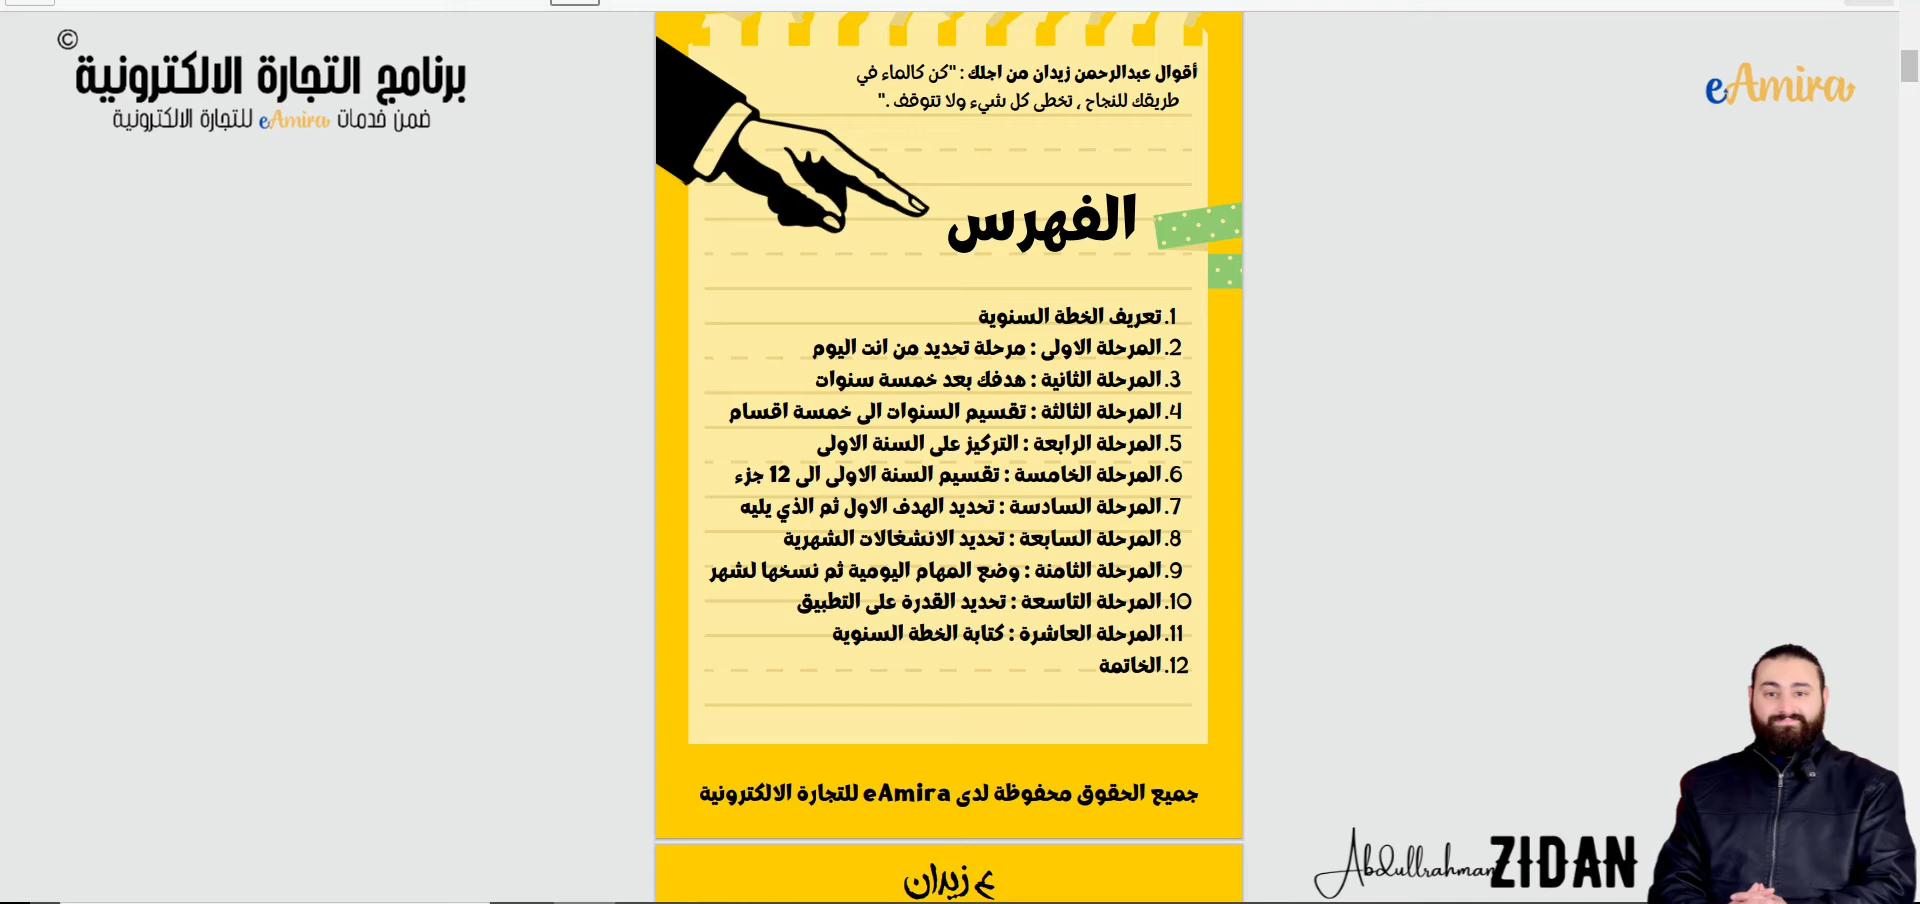 ©
برنامج التجارة الالكترونية
ضمن خدمات eAmira للتجارة الالكترونية
eAmira
أقوال عبدالرحمن زيدان من اجلك : "كن كالماء في
طريقك للنجاح , تخطى كل شيء ولا تتوقف ."
الفهرس
1. تعريف الخطة السنوية
2. المرحلة الاولى : مرحلة تحديد من انت اليوم
3. المرحلة الثانية : هدفك بعد خمسة سنوات
4. المرحلة الثالثة : تقسيم السنوات الى خمسة اقسام
5. المرحلة الرابعة : التركيز على السنة الاولى
6. المرحلة الخامسة : تقسيم السنة الاولى الى 12 جزء
7. المرحلة السادسة : تحديد الهدف الاول ثم الذي يليه
8. المرحلة السابعة : تحديد الانشغالات الشهرية
9. المرحلة الثامنة : وضع المهام اليومية ثم نسخها لشهر
10. المرحلة التاسعة : تحديد القدرة على التطبيق
11. المرحلة العاشرة : كتابة الخطة السنوية
12. الخاتمة
جميع الحقوق محفوظة لدى eAmira للتجارة الالكترونية
ع زيدان
Abdullrahman ZIDAN